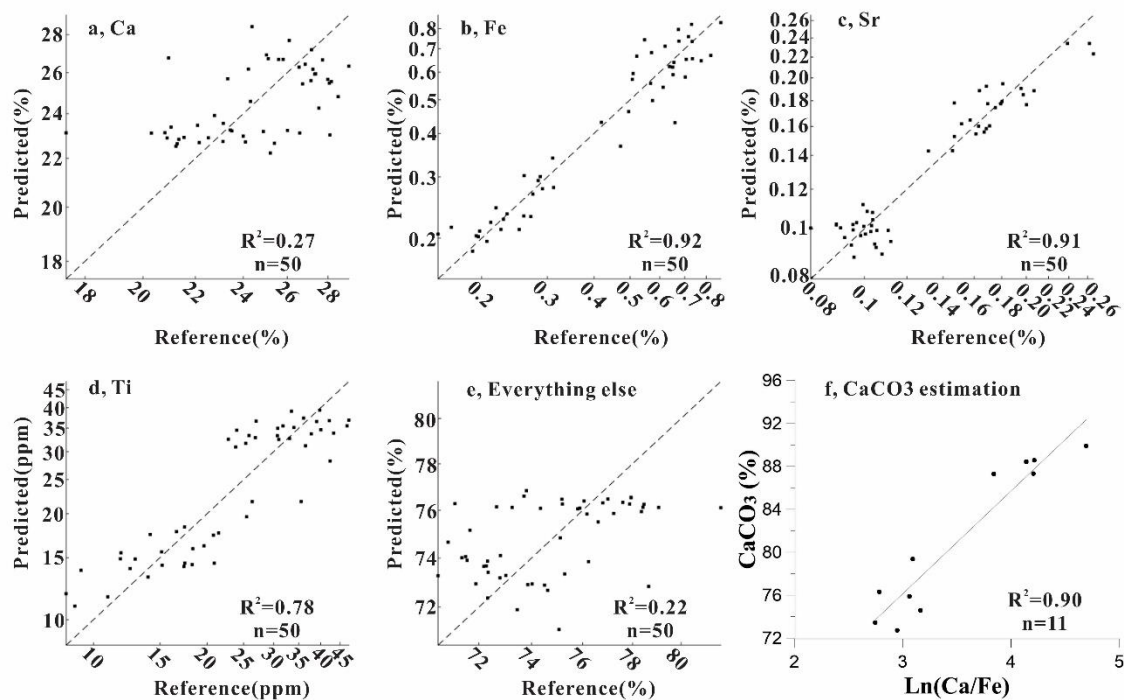 a, Ca
Predicted(%)
26
24
22
20
18
18
20
22
24
26
28
R²=0.27
n=50
Reference(%)
b, Fe
Predicted(%)
0.8
0.7
0.6
0.5
0.4
0.3
0.2
0.2
0.3
0.4
0.5
0.6
0.7
0.8
R²=0.92
n=50
Reference(%)
c, Sr
Predicted(%)
0.26
0.24
0.22
0.20
0.18
0.16
0.14
0.12
0.1
0.08
0.08
0.1
0.12
0.14
0.16
0.18
0.20
0.22
0.24
0.26
R²=0.91
n=50
Reference(%)
d, Ti
Predicted(ppm)
45
40
35
30
25
20
15
10
10
15
20
25
30
35
40
45
R²=0.78
n=50
Reference(ppm)
e, Everything else
Predicted(%)
80
78
76
74
72
72
74
76
78
80
R²=0.22
n=50
Reference(%)
f, CaCO3 estimation
CaCO₃ (%)
96
92
88
84
80
76
72
2
3
4
5
R²=0.90
n=11
Ln(Ca/Fe)